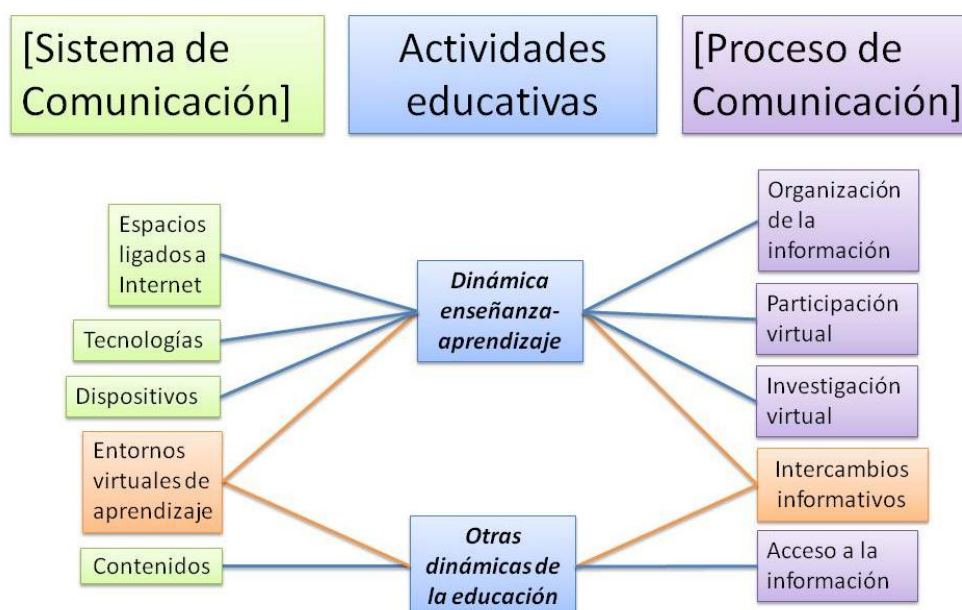 [Sistema de
Comunicación]
Actividades
educativas
[Proceso de
Comunicación]
Espacios
ligados a
Internet
Tecnologías
Dispositivos
Entornos
virtuales de
aprendizaje
Contenidos
Dinámica
enseñanza-
aprendizaje
Otras
dinámicas de
la educación
Organización
de la
información
Participación
virtual
Investigación
virtual
Intercambios
informativos
Acceso a la
información